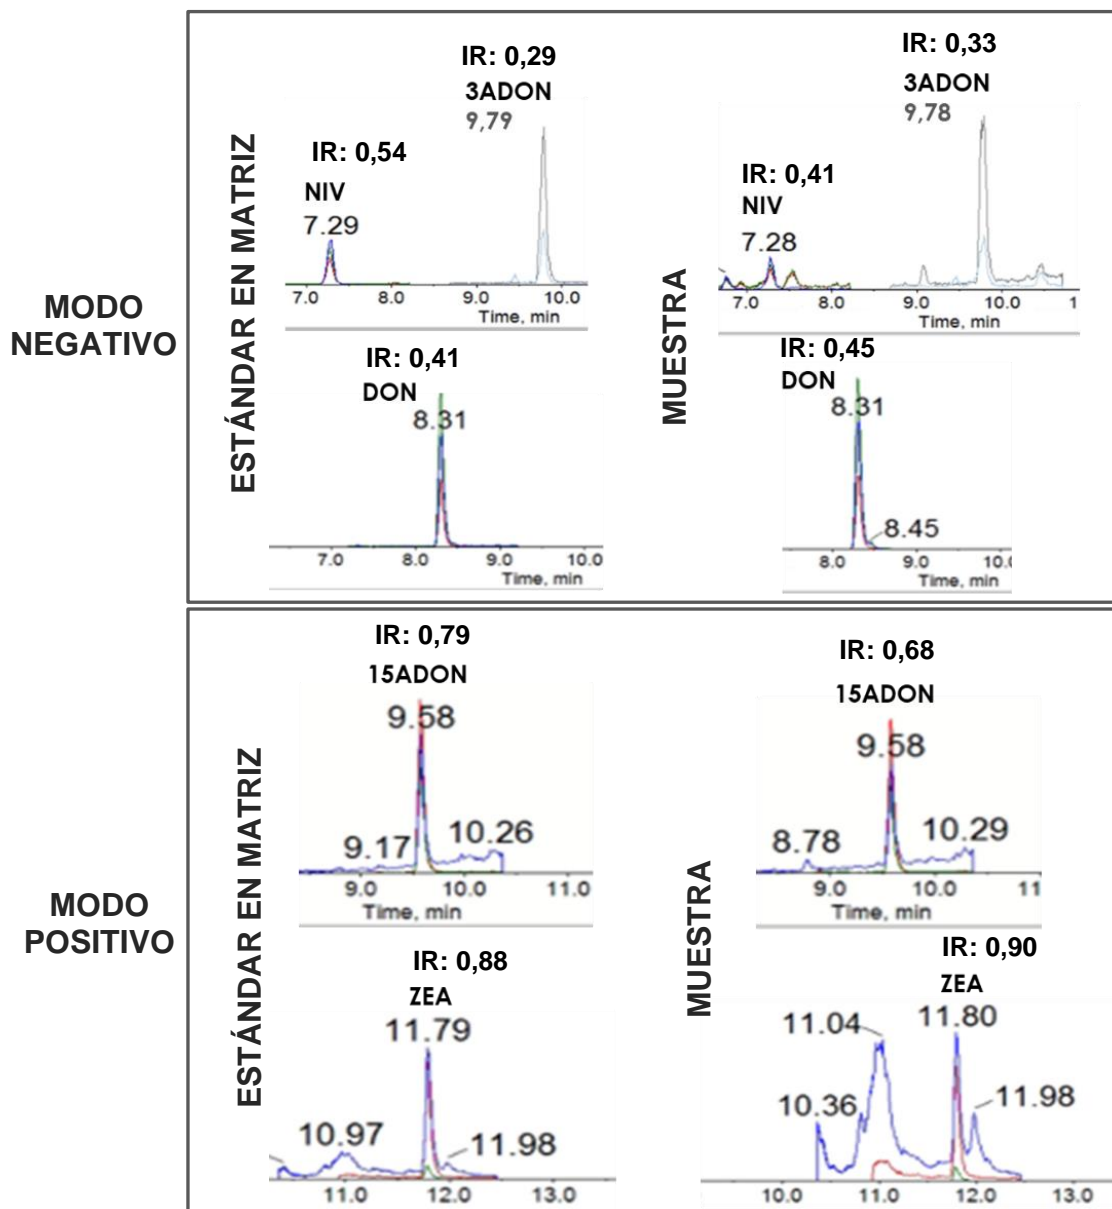 MODO
NEGATIVO
ESTÁNDAR EN MATRIZ
IR: 0,29
3ADON
9,79
IR: 0,54
NIV
7.29
7.0 8.0 9.0 10.0
Time, min
IR: 0,41
DON
8.31
7.0 8.0 9.0 10.0
Time, min
MUESTRA
IR: 0,33
3ADON
9,78
IR: 0,41
NIV
7.28
7.0 8.0 9.0 10.0 1
Time, min
IR: 0,45
DON
8.31
8.45
8.0 9.0 10.0
Time, min
MODO
POSITIVO
ESTÁNDAR EN MATRIZ
IR: 0,79
15ADON
9.58
9.17 10.26
9.0 10.0 11.0
Time, min
IR: 0,88
ZEA
11.79
10.97 11.98
11.0 12.0 13.0
MUESTRA
IR: 0,68
15ADON
9.58
8.78 10.29
9.0 10.0 11
Time, min
IR: 0,90
ZEA
11.04 11.80
10.36 11.98
10.0 11.0 12.0 13.0